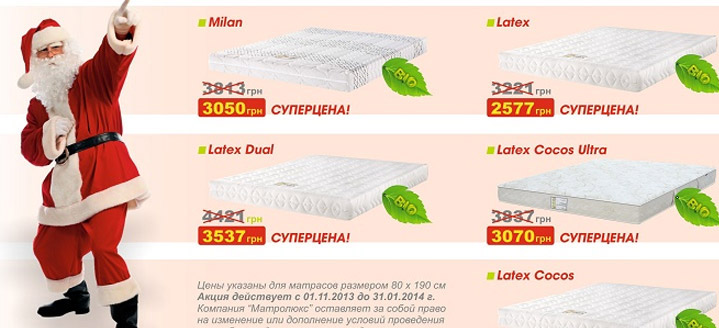 Milan
BIO
3813 грн
3050 грн СУПЕРЦЕНА!
Latex
BIO
3221 грн
2577 грн СУПЕРЦЕНА!
Latex Dual
BIO
4421 грн
3537 грн СУПЕРЦЕНА!
Latex Cocos Ultra
BIO
3837 грн
3070 грн СУПЕРЦЕНА!
Latex Cocos
BIO
Цены указаны для матрасов размером 80 х 190 см
Акция действует с 01.11.2013 до 31.01.2014 г.
Компания "Матролюкс" оставляет за собой право
на изменение или дополнение условий проведения